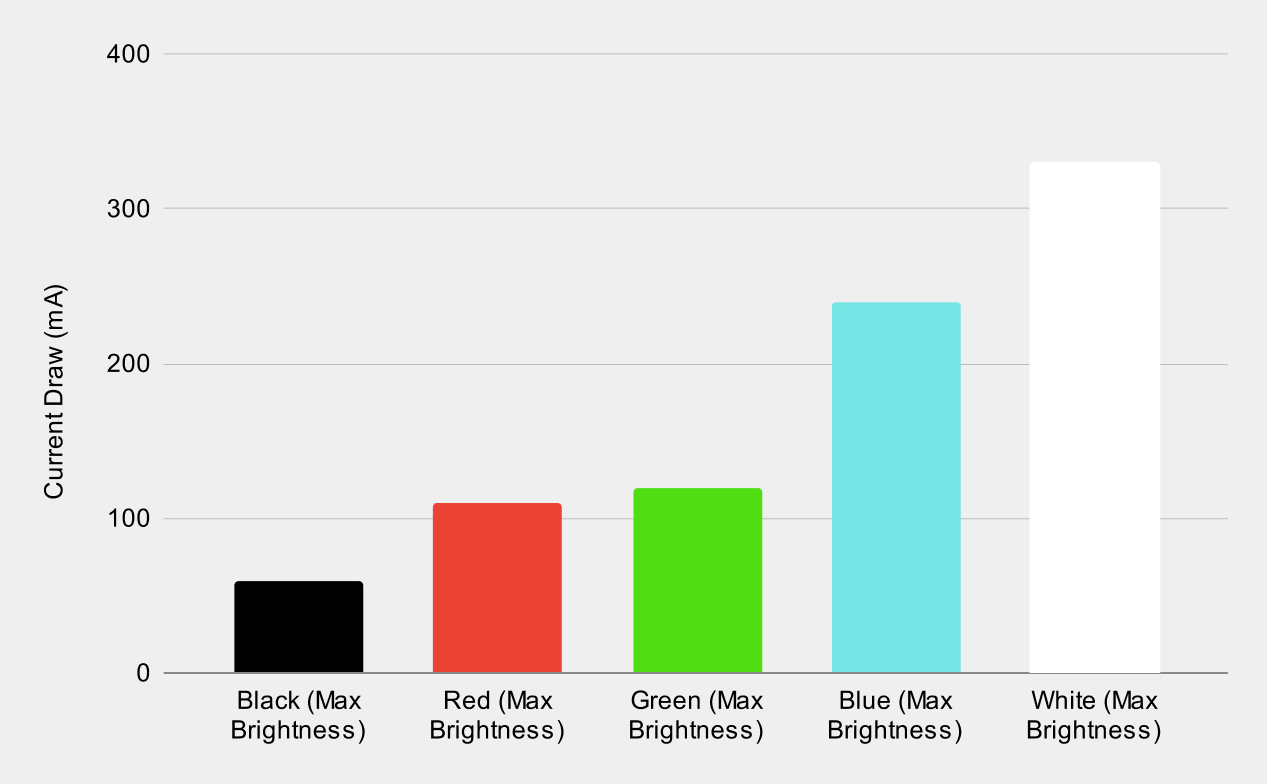 400
300
200
100
0
Current Draw (mA)
Black (Max
Brightness)
Red (Max
Brightness)
Green (Max
Brightness)
Blue (Max
Brightness)
White (Max
Brightness)